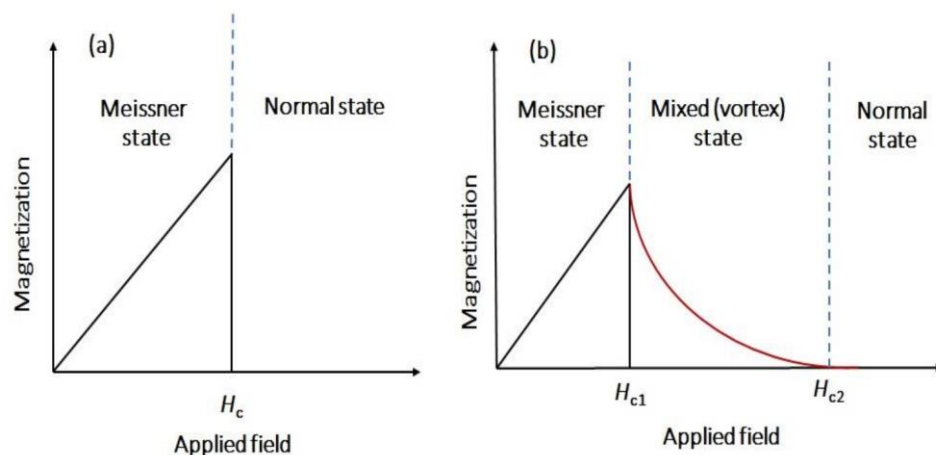 (a)
Meissner
state
Normal state
Magnetization
Hc
Applied field
(b)
Meissner
state
Mixed (vortex)
state
Normal
state
Magnetization
Hc1
Hc2
Applied field